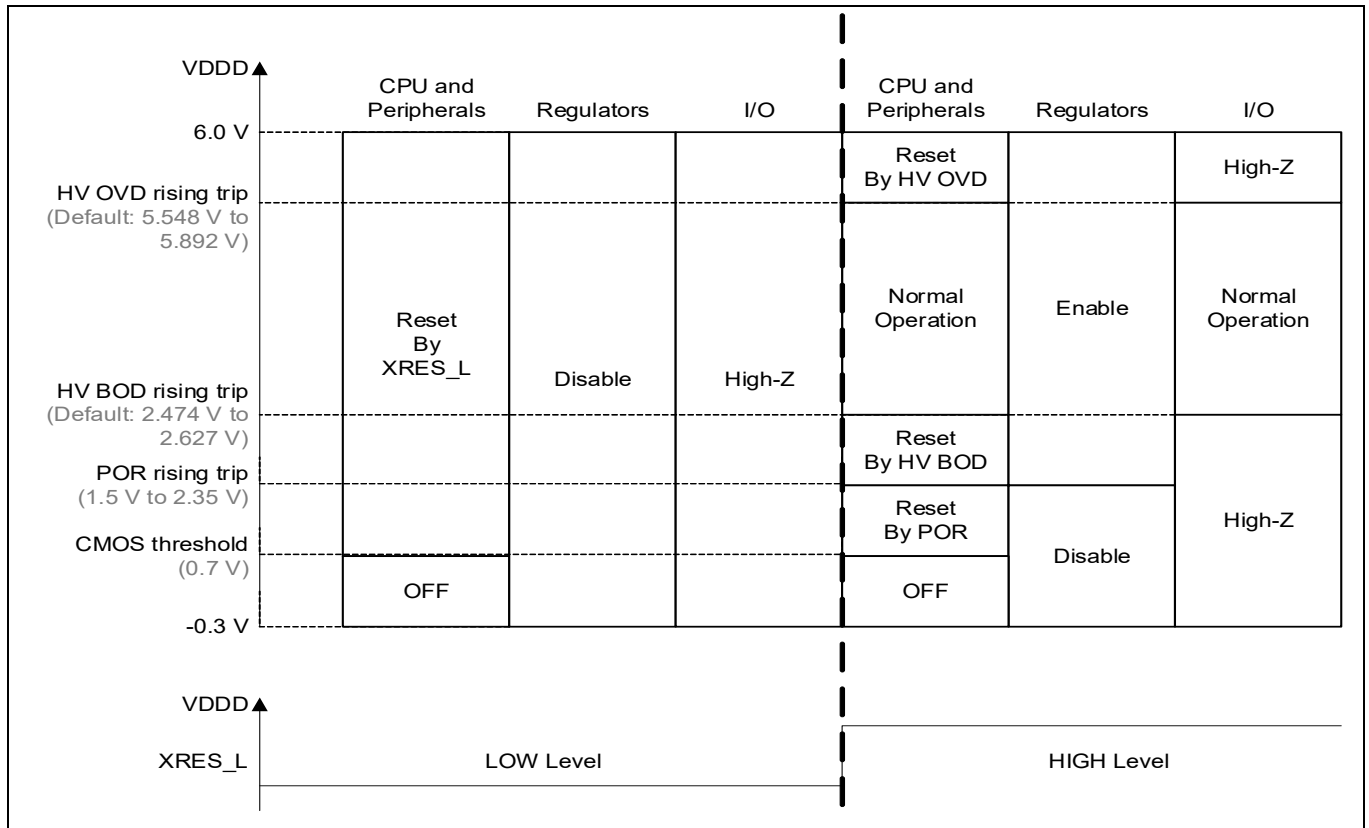 VDDD
CPU and
Peripherals
Regulators
I/O
CPU and
Peripherals
Regulators
I/O
6.0 V
Reset
By HV OVD
High-Z
HV OVD rising trip
(Default: 5.548 V to
5.892 V)
Reset
By
XRES_L
Disable
High-Z
Normal
Operation
Enable
Normal
Operation
HV BOD rising trip
(Default: 2.474 V to
2.627 V)
Reset
By HV BOD
POR rising trip
(1.5 V to 2.35 V)
Reset
By POR
High-Z
CMOS threshold
(0.7 V)
Disable
OFF
OFF
-0.3 V
VDDD
XRES_L
LOW Level
HIGH Level